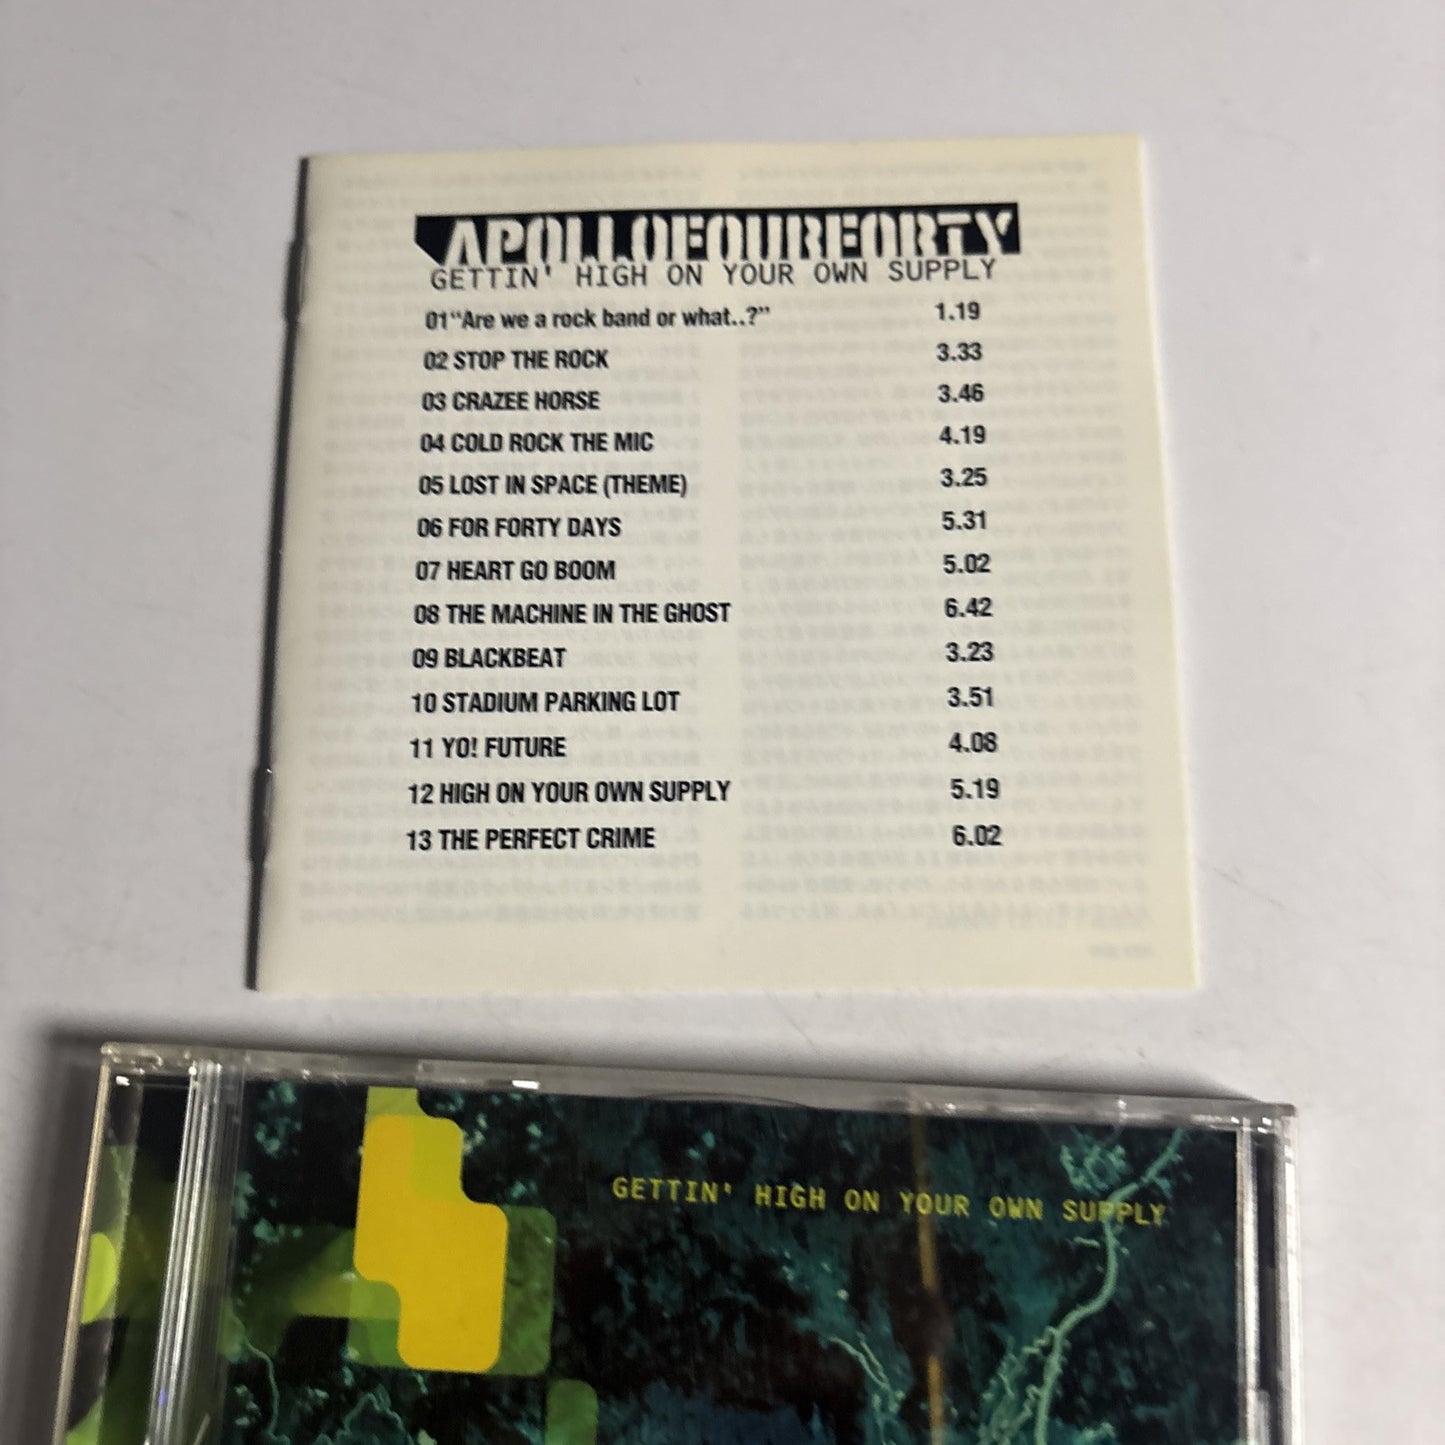 APOLLOFOURFORTY
GETTIN' HIGH ON YOUR OWN SUPPLY
01 “Are we a rock band or what..?” 1.19
02 STOP THE ROCK 3.33
03 CRAZEE HORSE 3.46
04 COLD ROCK THE MIC 4.19
05 LOST IN SPACE (THEME) 3.25
06 FOR FORTY DAYS 5.31
07 HEART GO BOOM 5.02
08 THE MACHINE IN THE GHOST 6.42
09 BLACKBEAT 3.23
10 STADIUM PARKING LOT 3.51
11 YO! FUTURE 4.08
12 HIGH ON YOUR OWN SUPPLY 5.19
13 THE PERFECT CRIME 6.02
GETTIN' HIGH ON YOUR OWN SUPPLY